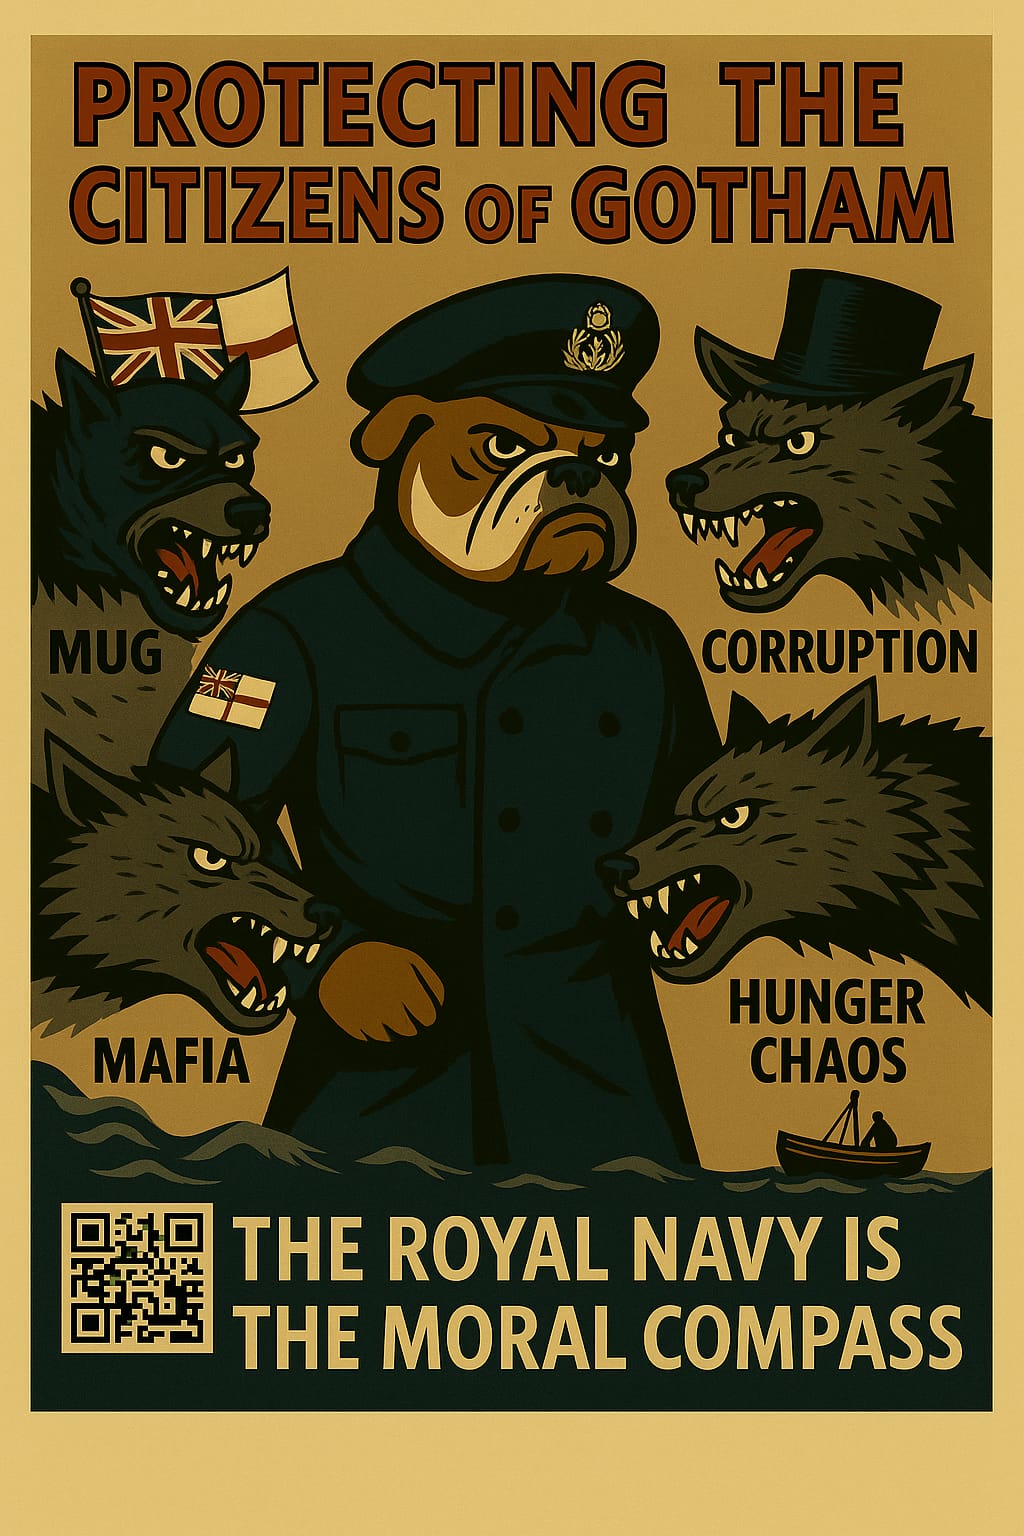 PROTECTING THE
CITIZENS OF GOTHAM
MUG
CORRUPTION
MAFIA
HUNGER
CHAOS
THE ROYAL NAVY IS
THE MORAL COMPASS